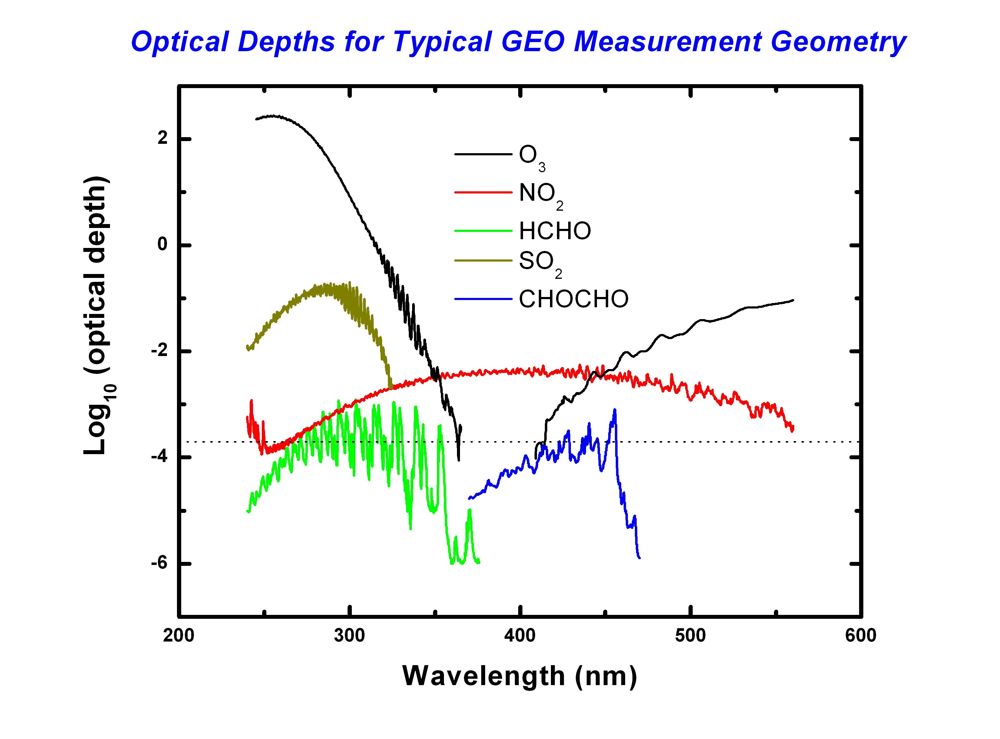 Optical Depths for Typical GEO Measurement Geometry
Log10 (optical depth)
2
0
-2
-4
-6
O3
NO2
HCHO
SO2
CHOCHO
200 300 400 500 600
Wavelength (nm)